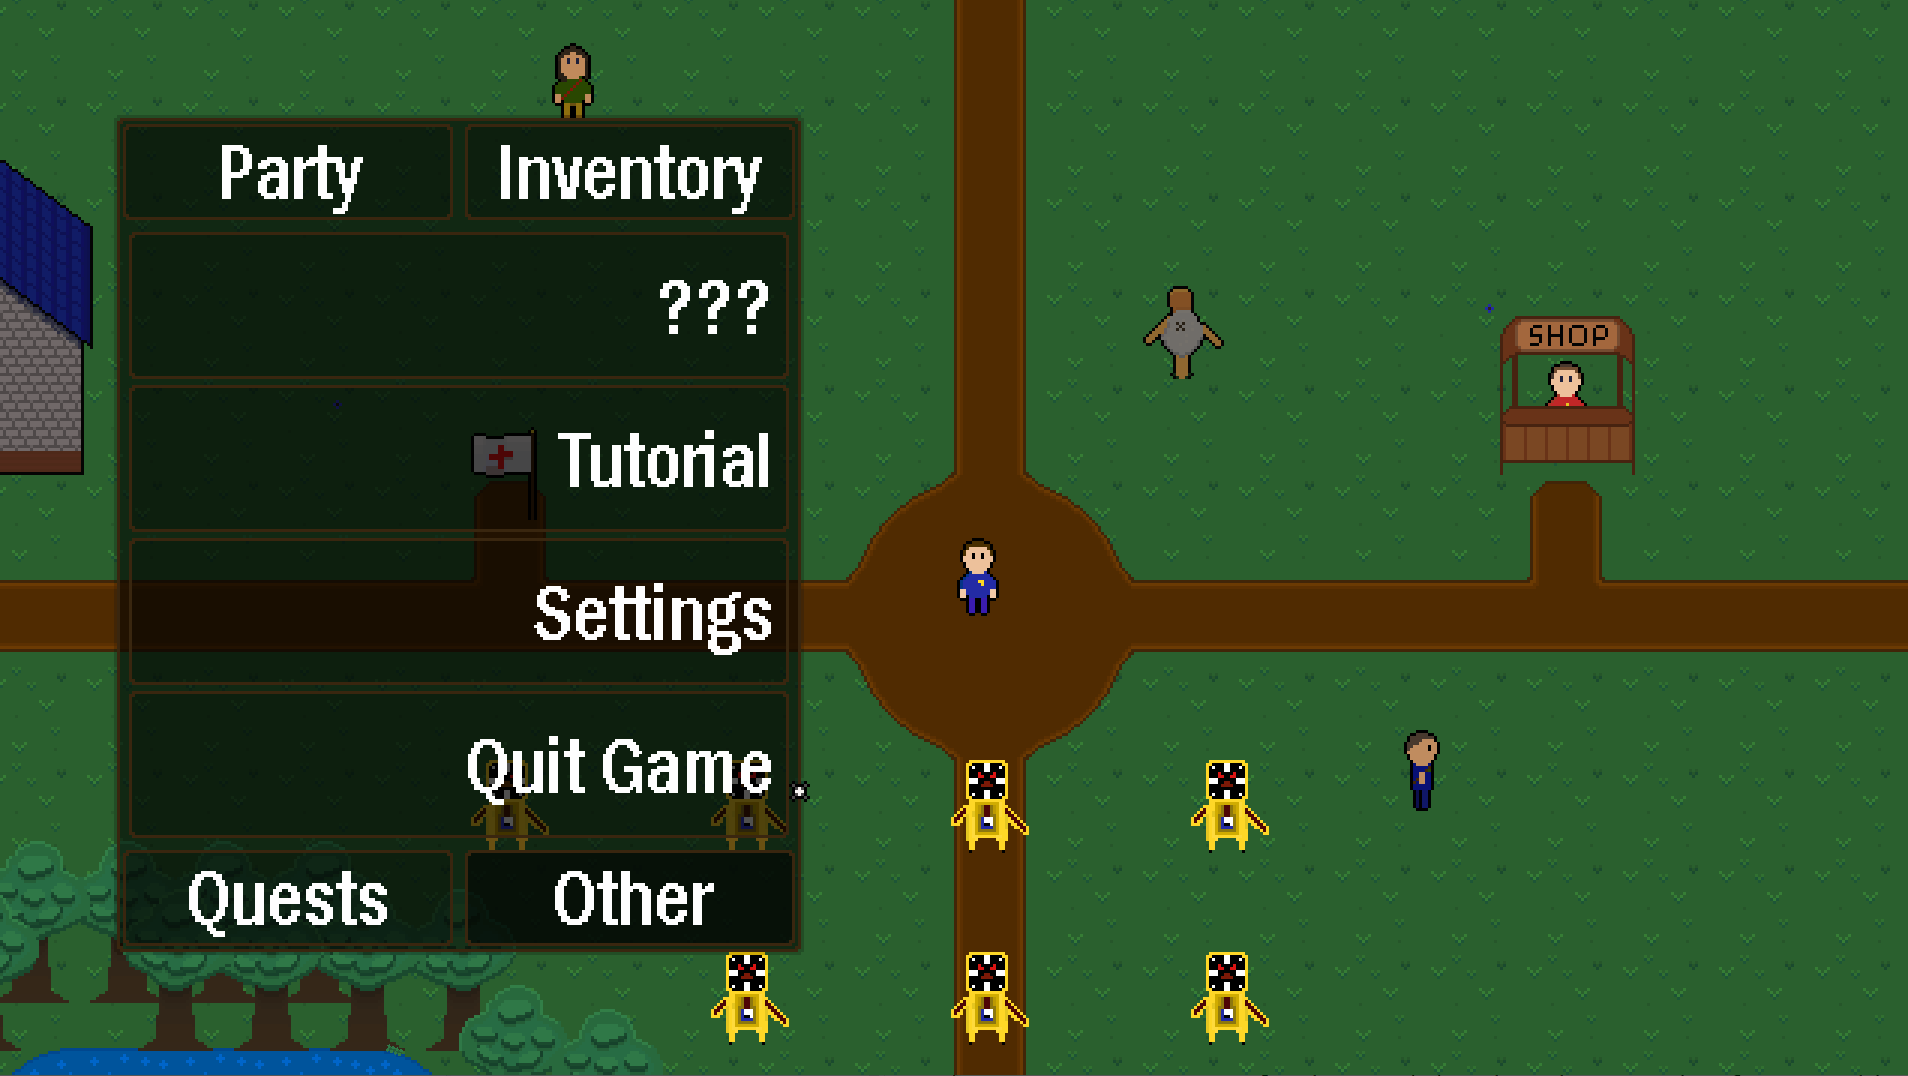 Party
Inventory
???
Tutorial
Settings
Quit Game
Quests
Other
SHOP